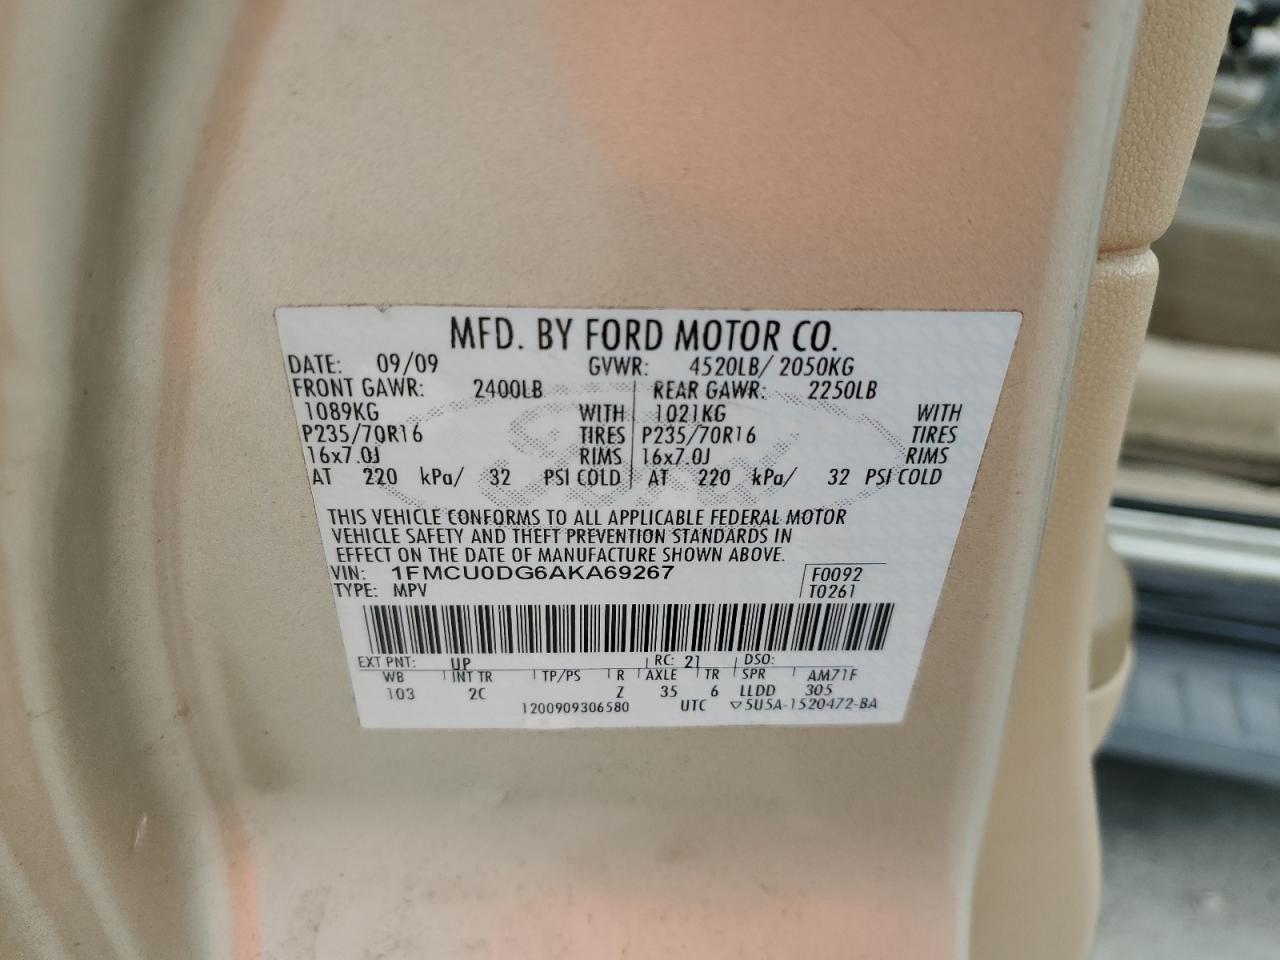 MFD. BY FORD MOTOR CO.
DATE: 09/09 GVWR: 4520LB/ 2050KG
FRONT GAWR: 2400LB REAR GAWR: 2250LB
1089KG WITH 1021KG WITH
P235/70R16 TIRES P235/70R16 TIRES
16x7.0J RIMS 16x7.0J RIMS
AT 220 kPa/ 32 PSI COLD AT 220 kPa/ 32 PSI COLD
THIS VEHICLE CONFORMS TO ALL APPLICABLE FEDERAL MOTOR
VEHICLE SAFETY AND THEFT PREVENTION STANDARDS IN
EFFECT ON THE DATE OF MANUFACTURE SHOWN ABOVE.
VIN: 1FMCU0DG6AKA69267 F0092
TYPE: MPV T0261
EXT PNT: UP RC: 21 DSO:
WB INT TR TP/PS R AXLE TR SPR AM71F
103 2C Z 35 6 LLDD 305
1200909306580 UTC ▽5U5A-1520472-BA